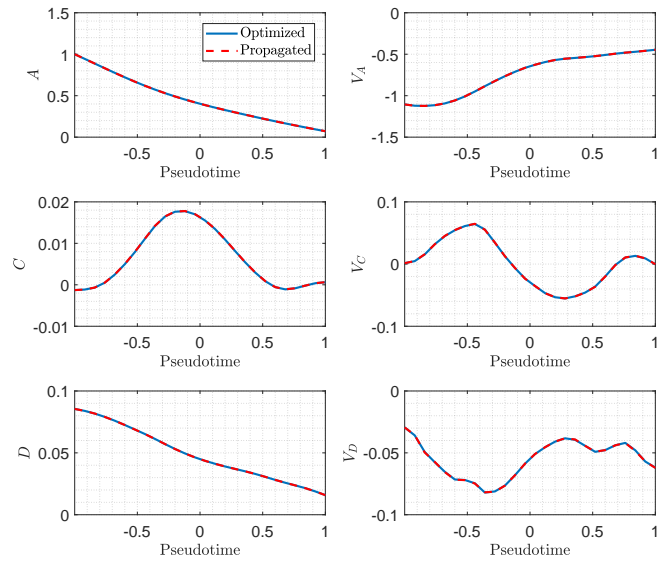 1.5
1
0.5
0
A
Optimized
Propagated
-0.5 0 0.5 1
Pseudotime
0
-0.5
-1
-1.5
V_A
-0.5 0 0.5 1
Pseudotime
0.02
0.01
0
-0.01
C
-0.5 0 0.5 1
Pseudotime
0.1
0
-0.1
V_C
-0.5 0 0.5 1
Pseudotime
0.1
0.05
0
D
-0.5 0 0.5 1
Pseudotime
0
-0.05
-0.1
V_D
-0.5 0 0.5 1
Pseudotime